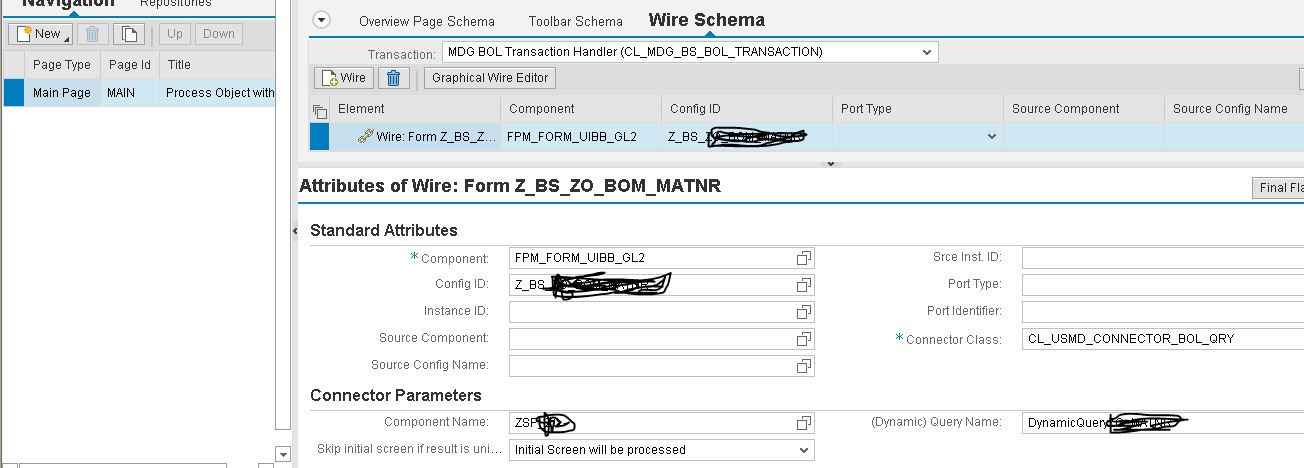 Navigation Repositories
New Up Down
Page Type Page Id Title
Main Page MAIN Process Object with
Overview Page Schema Toolbar Schema Wire Schema
Transaction: MDG BOL Transaction Handler (CL_MDG_BS_BOL_TRANSACTION)
Wire Graphical Wire Editor
Element Component Config ID Port Type Source Component Source Config Name
Wire: Form Z_BS_Z... FPM_FORM_UIBB_GL2 Z_BS_
Attributes of Wire: Form Z_BS_ZO_BOM_MATNR Final Fla
Standard Attributes
* Component: FPM_FORM_UIBB_GL2 Srce Inst. ID:
Config ID: Z_BS_ Port Type:
Instance ID: Port Identifier:
Source Component: * Connector Class: CL_USMD_CONNECTOR_BOL_QRY
Source Config Name:
Connector Parameters
Component Name: ZSP (Dynamic) Query Name: DynamicQuery
Skip initial screen if result is uni... Initial Screen will be processed